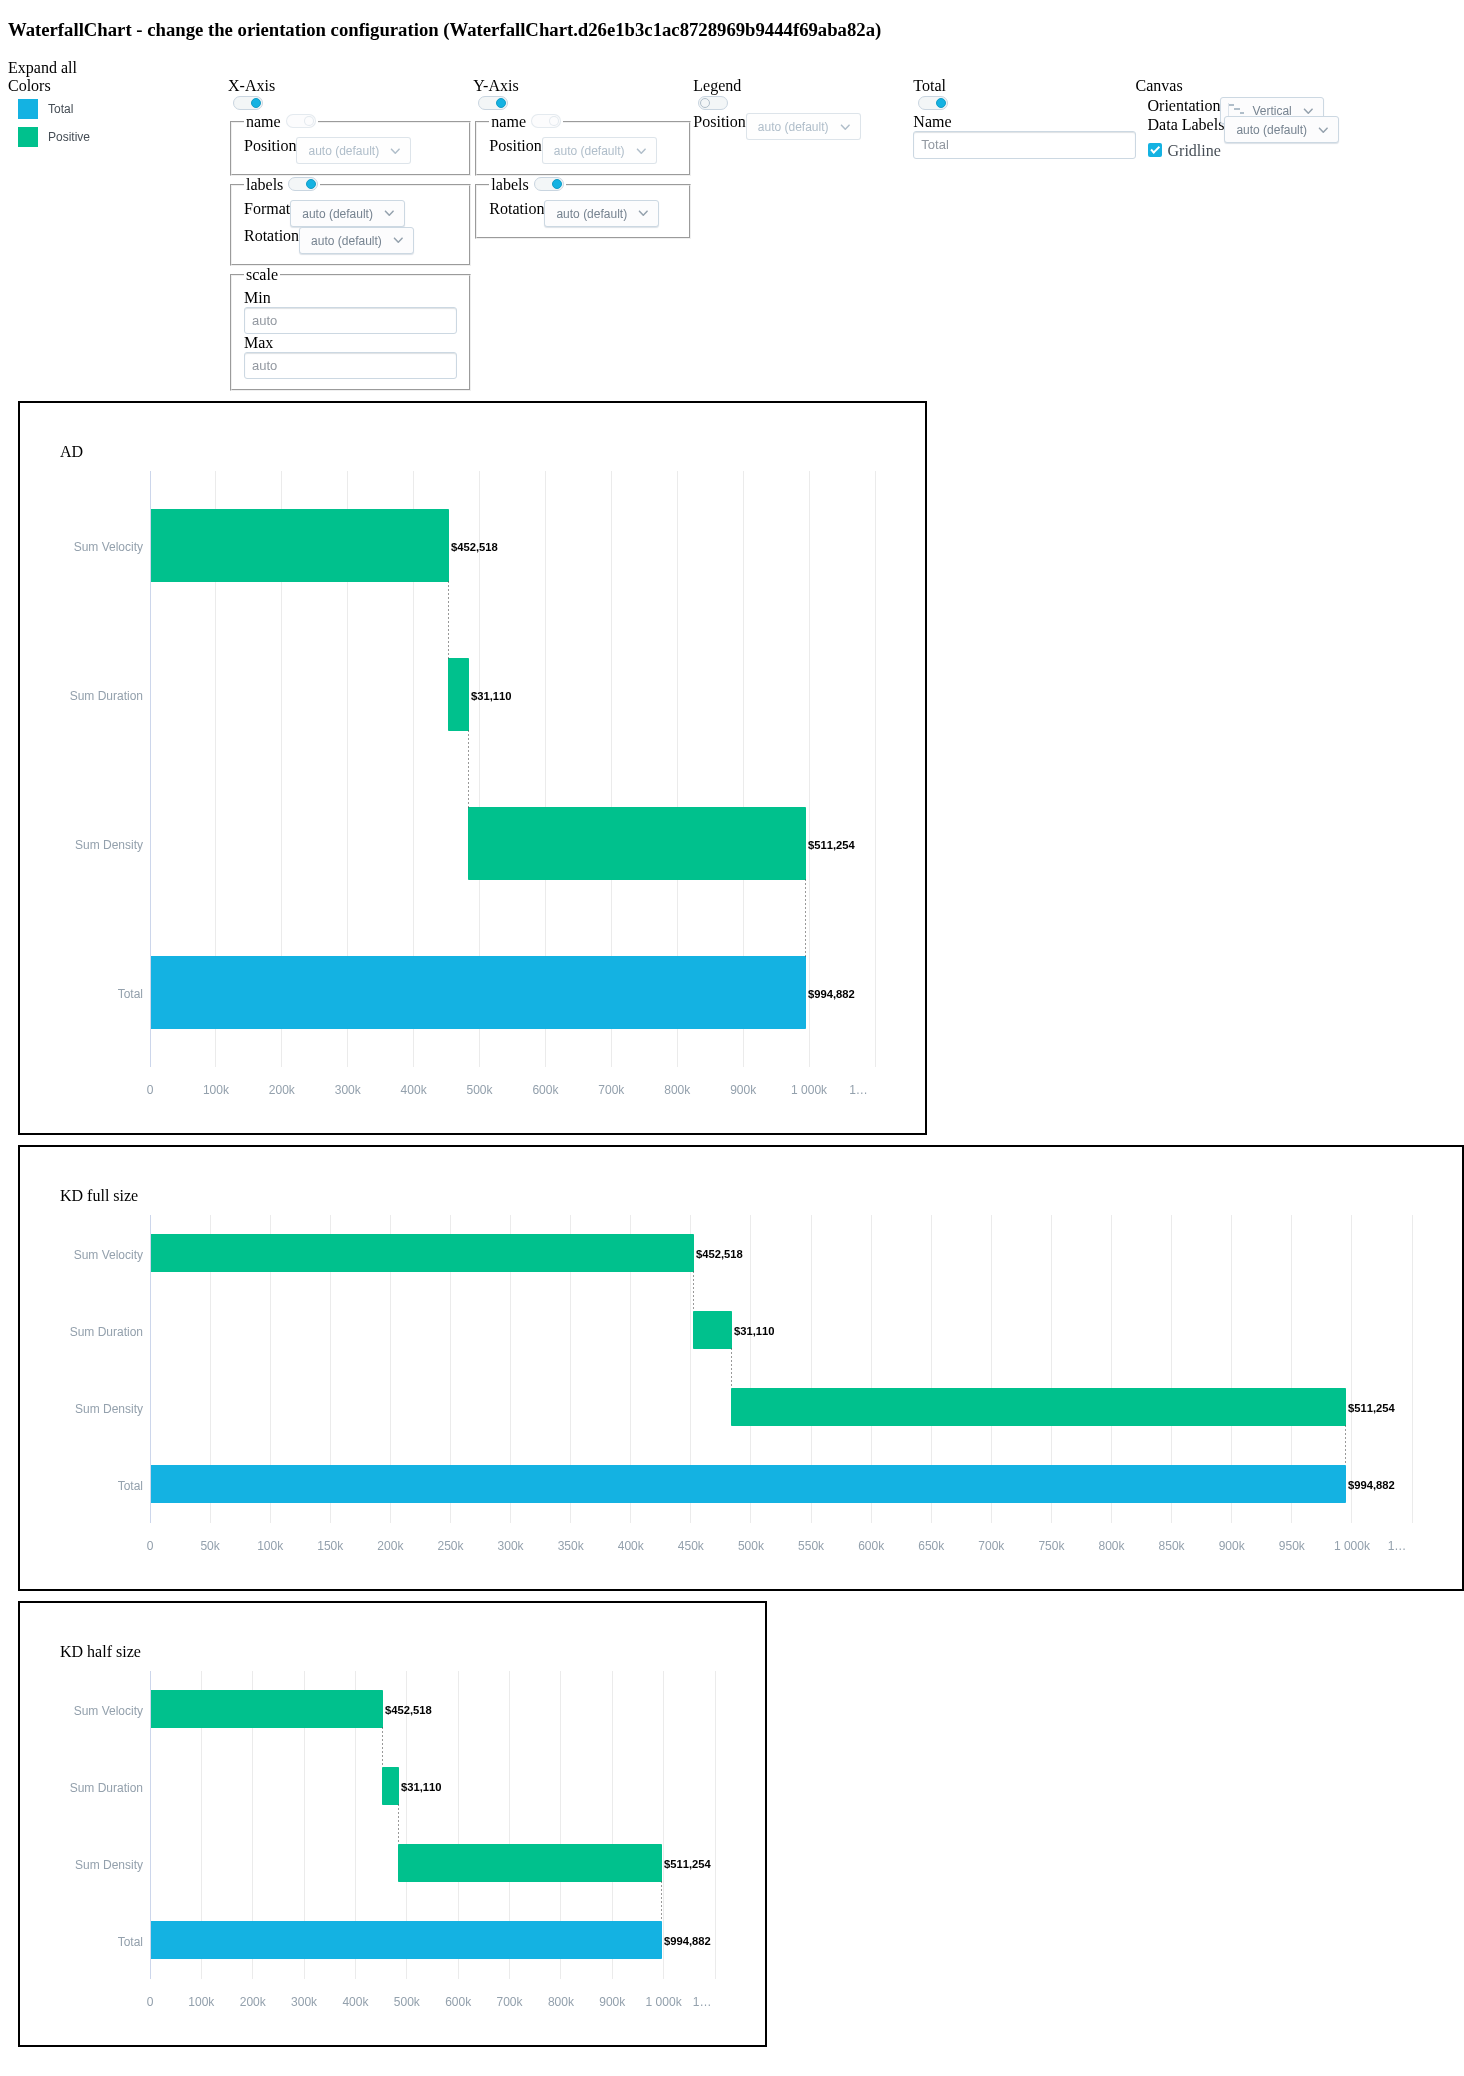 WaterfallChart - change the orientation configuration (WaterfallChart.d26e1b3c1ac8728969b9444f69aba82a)
Expand all
Colors
Total
Positive
X-Axis
name
Position auto (default)
labels
Format auto (default)
Rotation auto (default)
scale
Min
auto
Max
auto
Y-Axis
name
Position auto (default)
labels
Rotation auto (default)
Legend
Position auto (default)
Total
Name
Total
Canvas
Orientation Vertical
Data Labels auto (default)
Gridline
AD
Sum Velocity $452,518
Sum Duration $31,110
Sum Density $511,254
Total $994,882
0 100k 200k 300k 400k 500k 600k 700k 800k 900k 1 000k 1…
KD full size
Sum Velocity $452,518
Sum Duration $31,110
Sum Density $511,254
Total $994,882
0 50k 100k 150k 200k 250k 300k 350k 400k 450k 500k 550k 600k 650k 700k 750k 800k 850k 900k 950k 1 000k 1…
KD half size
Sum Velocity $452,518
Sum Duration $31,110
Sum Density $511,254
Total $994,882
0 100k 200k 300k 400k 500k 600k 700k 800k 900k 1 000k 1…